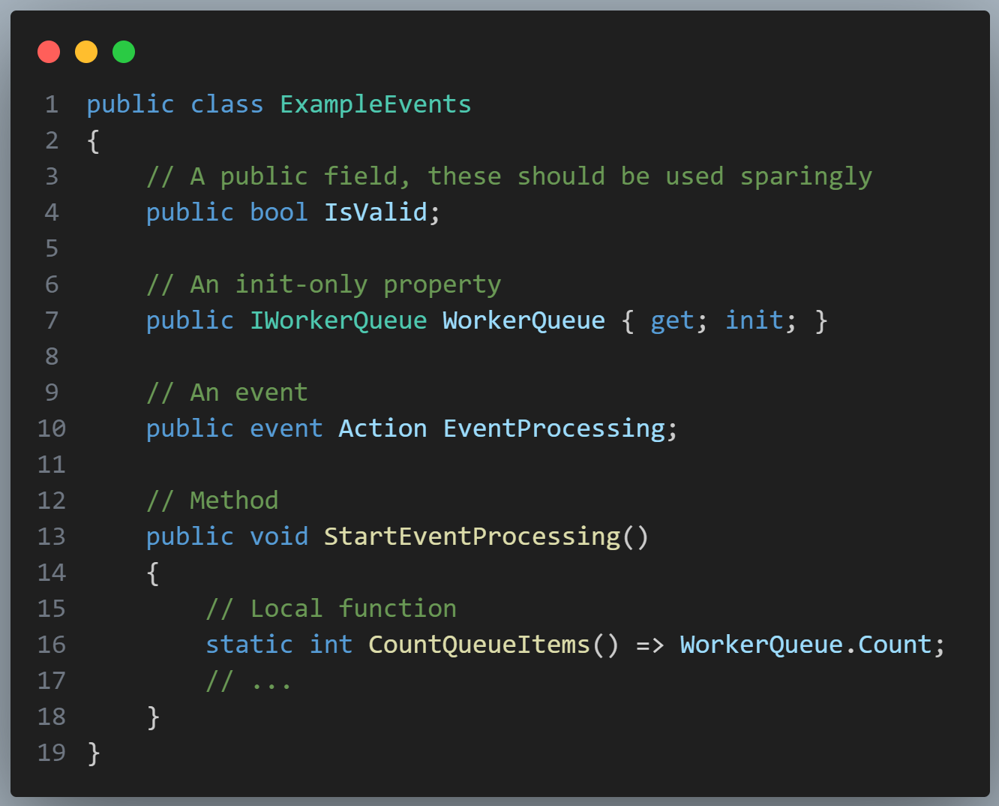 1 public class ExampleEvents
2 {
3     // A public field, these should be used sparingly
4     public bool IsValid;
5
6     // An init-only property
7     public IWorkerQueue WorkerQueue { get; init; }
8
9     // An event
10     public event Action EventProcessing;
11
12     // Method
13     public void StartEventProcessing()
14     {
15         // Local function
16         static int CountQueueItems() => WorkerQueue.Count;
17         // ...
18     }
19 }